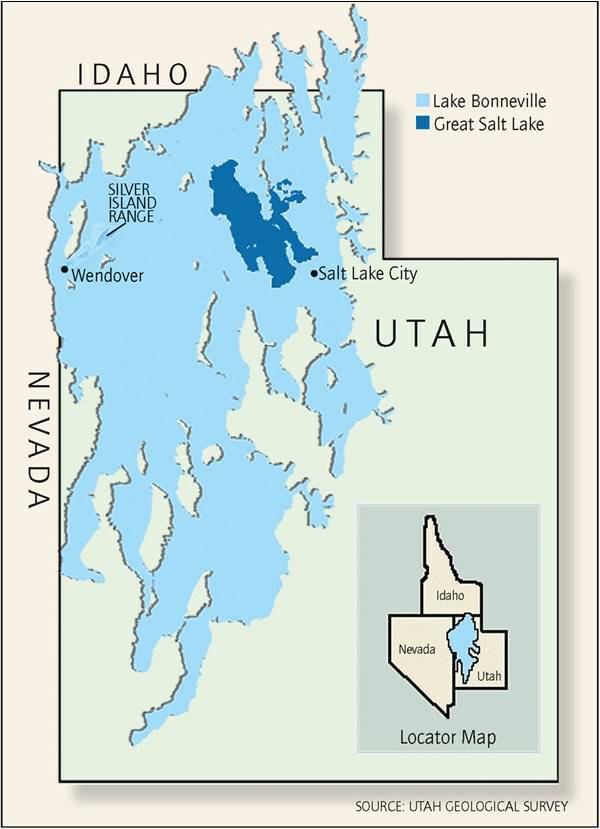 IDAHO
Lake Bonneville
Great Salt Lake
SILVER
ISLAND
RANGE
Wendover
Salt Lake City
UTAH
NEVADA
Idaho
Nevada
Utah
Locator Map
SOURCE: UTAH GEOLOGICAL SURVEY